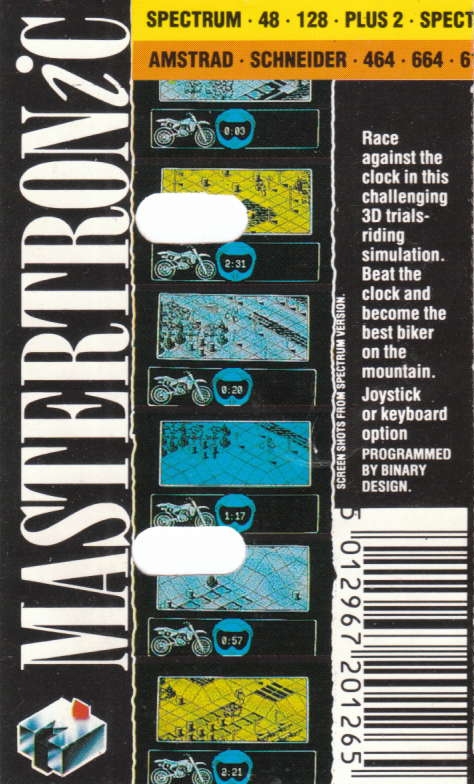 SPECTRUM · 48 · 128 · PLUS 2 · SPECT
AMSTRAD · SCHNEIDER · 464 · 664 · 6
MASTERTRONiC
0:03
2:31
0:20
1:17
0:57
2:21
SCREEN SHOTS FROM SPECTRUM VERSION.
Race
against the
clock in this
challenging
3D trials-
riding
simulation.
Beat the
clock and
become the
best biker
on the
mountain.
Joystick
or keyboard
option
PROGRAMMED
BY BINARY
DESIGN.
5 012967 201265